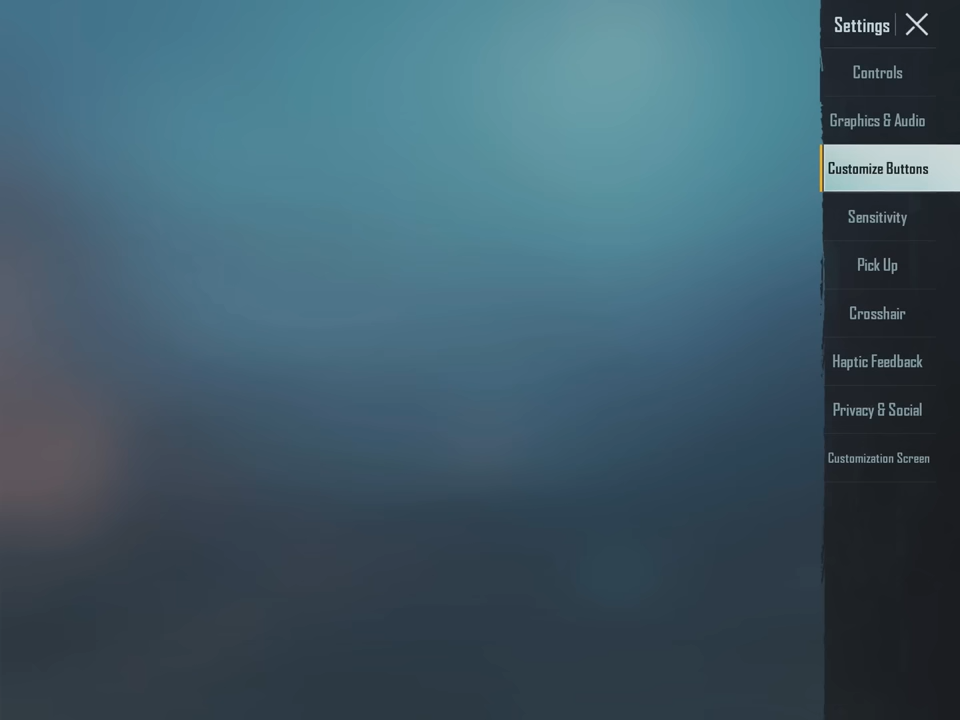 Settings
Controls
Graphics & Audio
Customize Buttons
Sensitivity
Pick Up
Crosshair
Haptic Feedback
Privacy & Social
Customization Screen